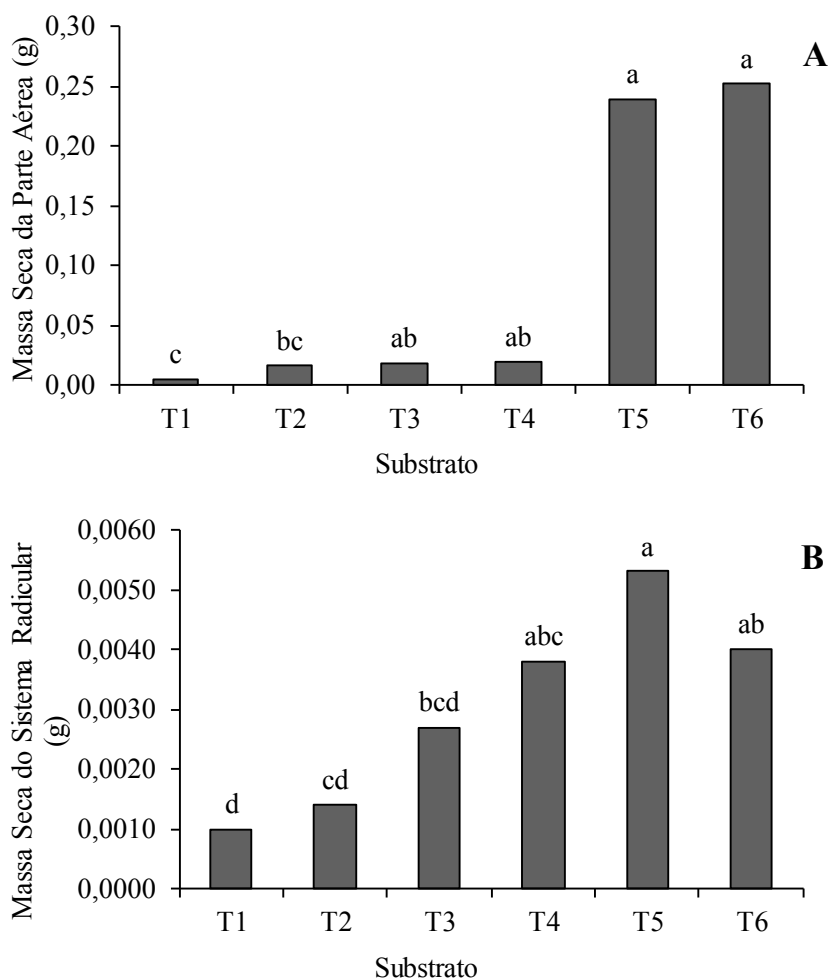 Massa Seca da Parte Aérea (g)
0,30
0,25
0,20
0,15
0,10
0,05
0,00
A
c
bc
ab
ab
a
a
T1
T2
T3
T4
T5
T6
Substrato
Massa Seca do Sistema Radicular
(g)
0,0060
0,0050
0,0040
0,0030
0,0020
0,0010
0,0000
B
d
cd
bcd
abc
a
ab
T1
T2
T3
T4
T5
T6
Substrato